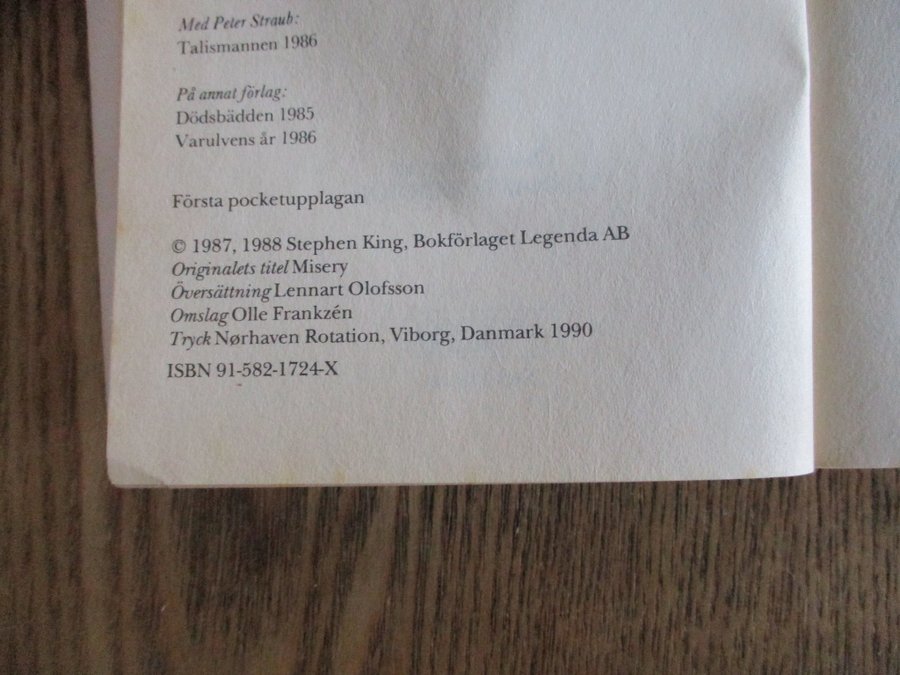 Med Peter Straub:
Talismannen 1986
På annat förlag:
Dödsbädden 1985
Varulvens år 1986
Första pocketupplagan
© 1987, 1988 Stephen King, Bokförlaget Legenda AB
Originalets titel Misery
Översättning Lennart Olofsson
Omslag Olle Frankzén
Tryck Nørhaven Rotation, Viborg, Danmark 1990
ISBN 91-582-1724-X